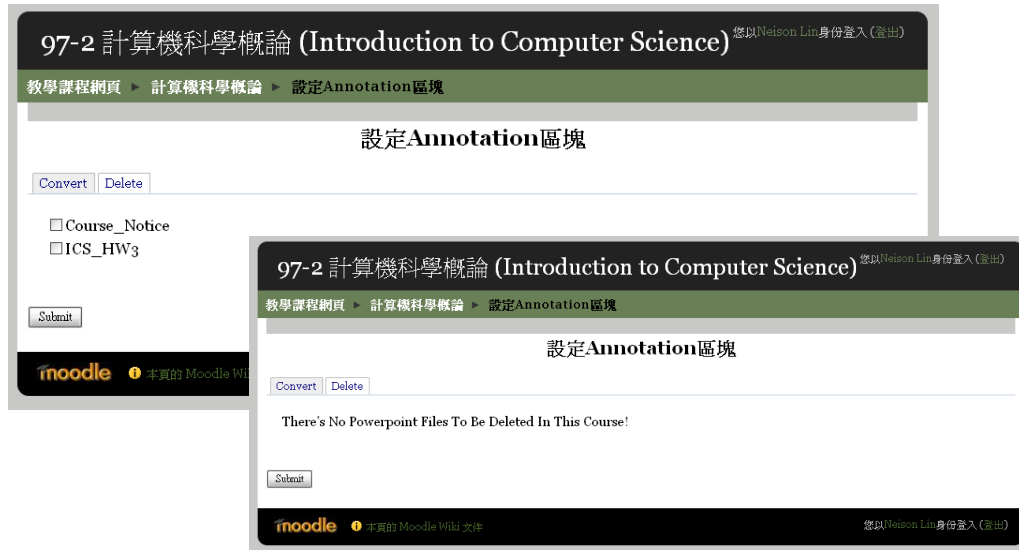 97-2 計算機科學概論 (Introduction to Computer Science)
您以Neison Lin身份登入 (登出)
教學課程網頁 ► 計算機科學概論 ► 設定Annotation區塊
設定Annotation區塊
Convert Delete
Course_Notice
ICS_HW3
Submit
moodle 本頁的 Moodle Wi
97-2 計算機科學概論 (Introduction to Computer Science)
您以Neison Lin身份登入 (登出)
教學課程網頁 ► 計算機科學概論 ► 設定Annotation區塊
設定Annotation區塊
Convert Delete
There's No Powerpoint Files To Be Deleted In This Course!
Submit
moodle 本頁的 Moodle Wiki 文件
您以Neison Lin身份登入 (登出)